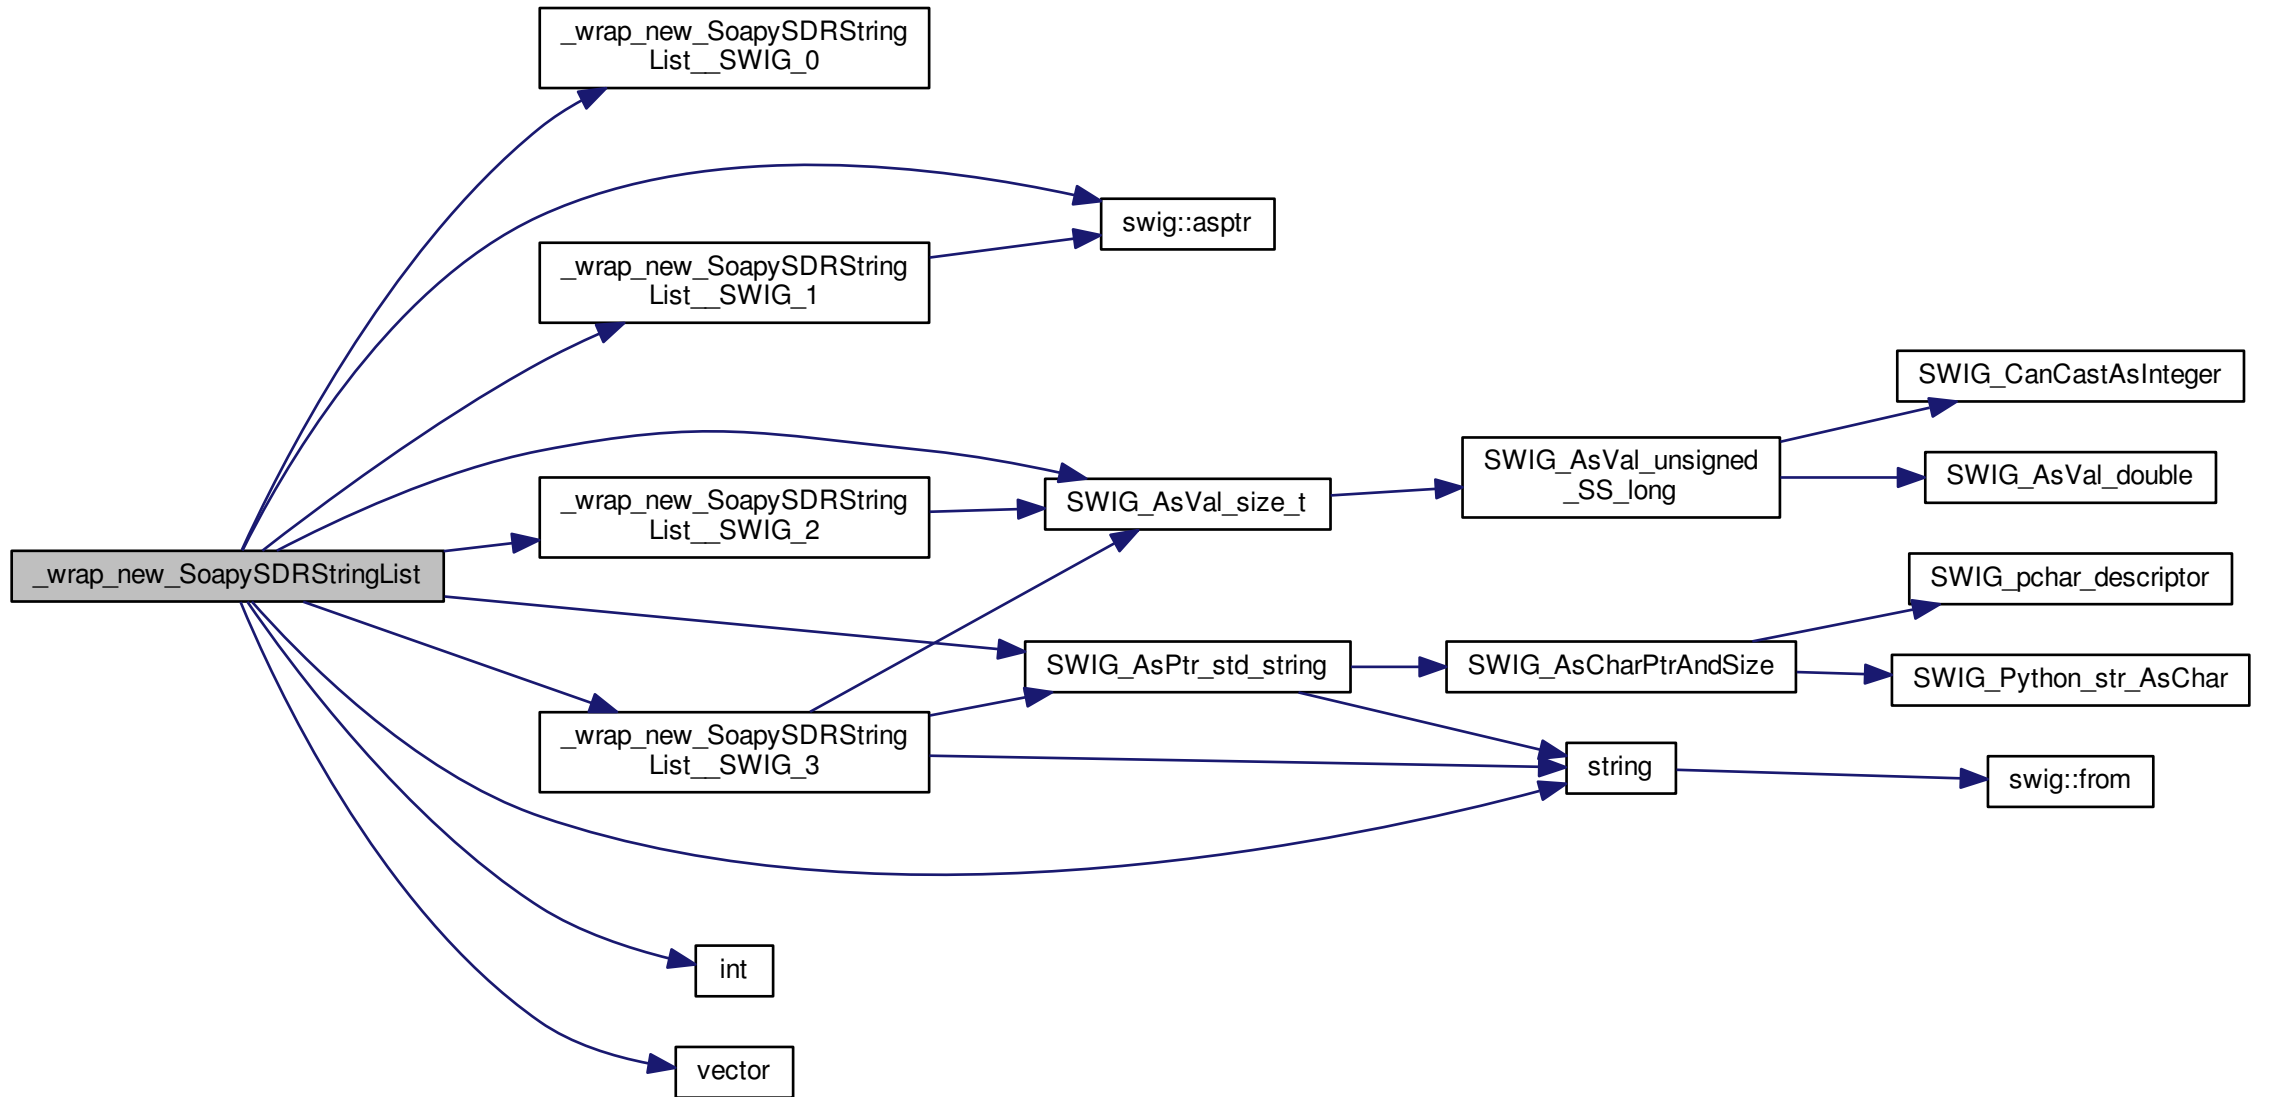 _wrap_new_SoapySDRString
List__SWIG_0
swig::asptr
_wrap_new_SoapySDRString
List__SWIG_1
SWIG_CanCastAsInteger
SWIG_AsVal_unsigned
_SS_long
SWIG_AsVal_double
_wrap_new_SoapySDRString
List__SWIG_2
SWIG_AsVal_size_t
_wrap_new_SoapySDRStringList
SWIG_pchar_descriptor
SWIG_AsPtr_std_string
SWIG_AsCharPtrAndSize
SWIG_Python_str_AsChar
_wrap_new_SoapySDRString
List__SWIG_3
string
swig::from
int
vector